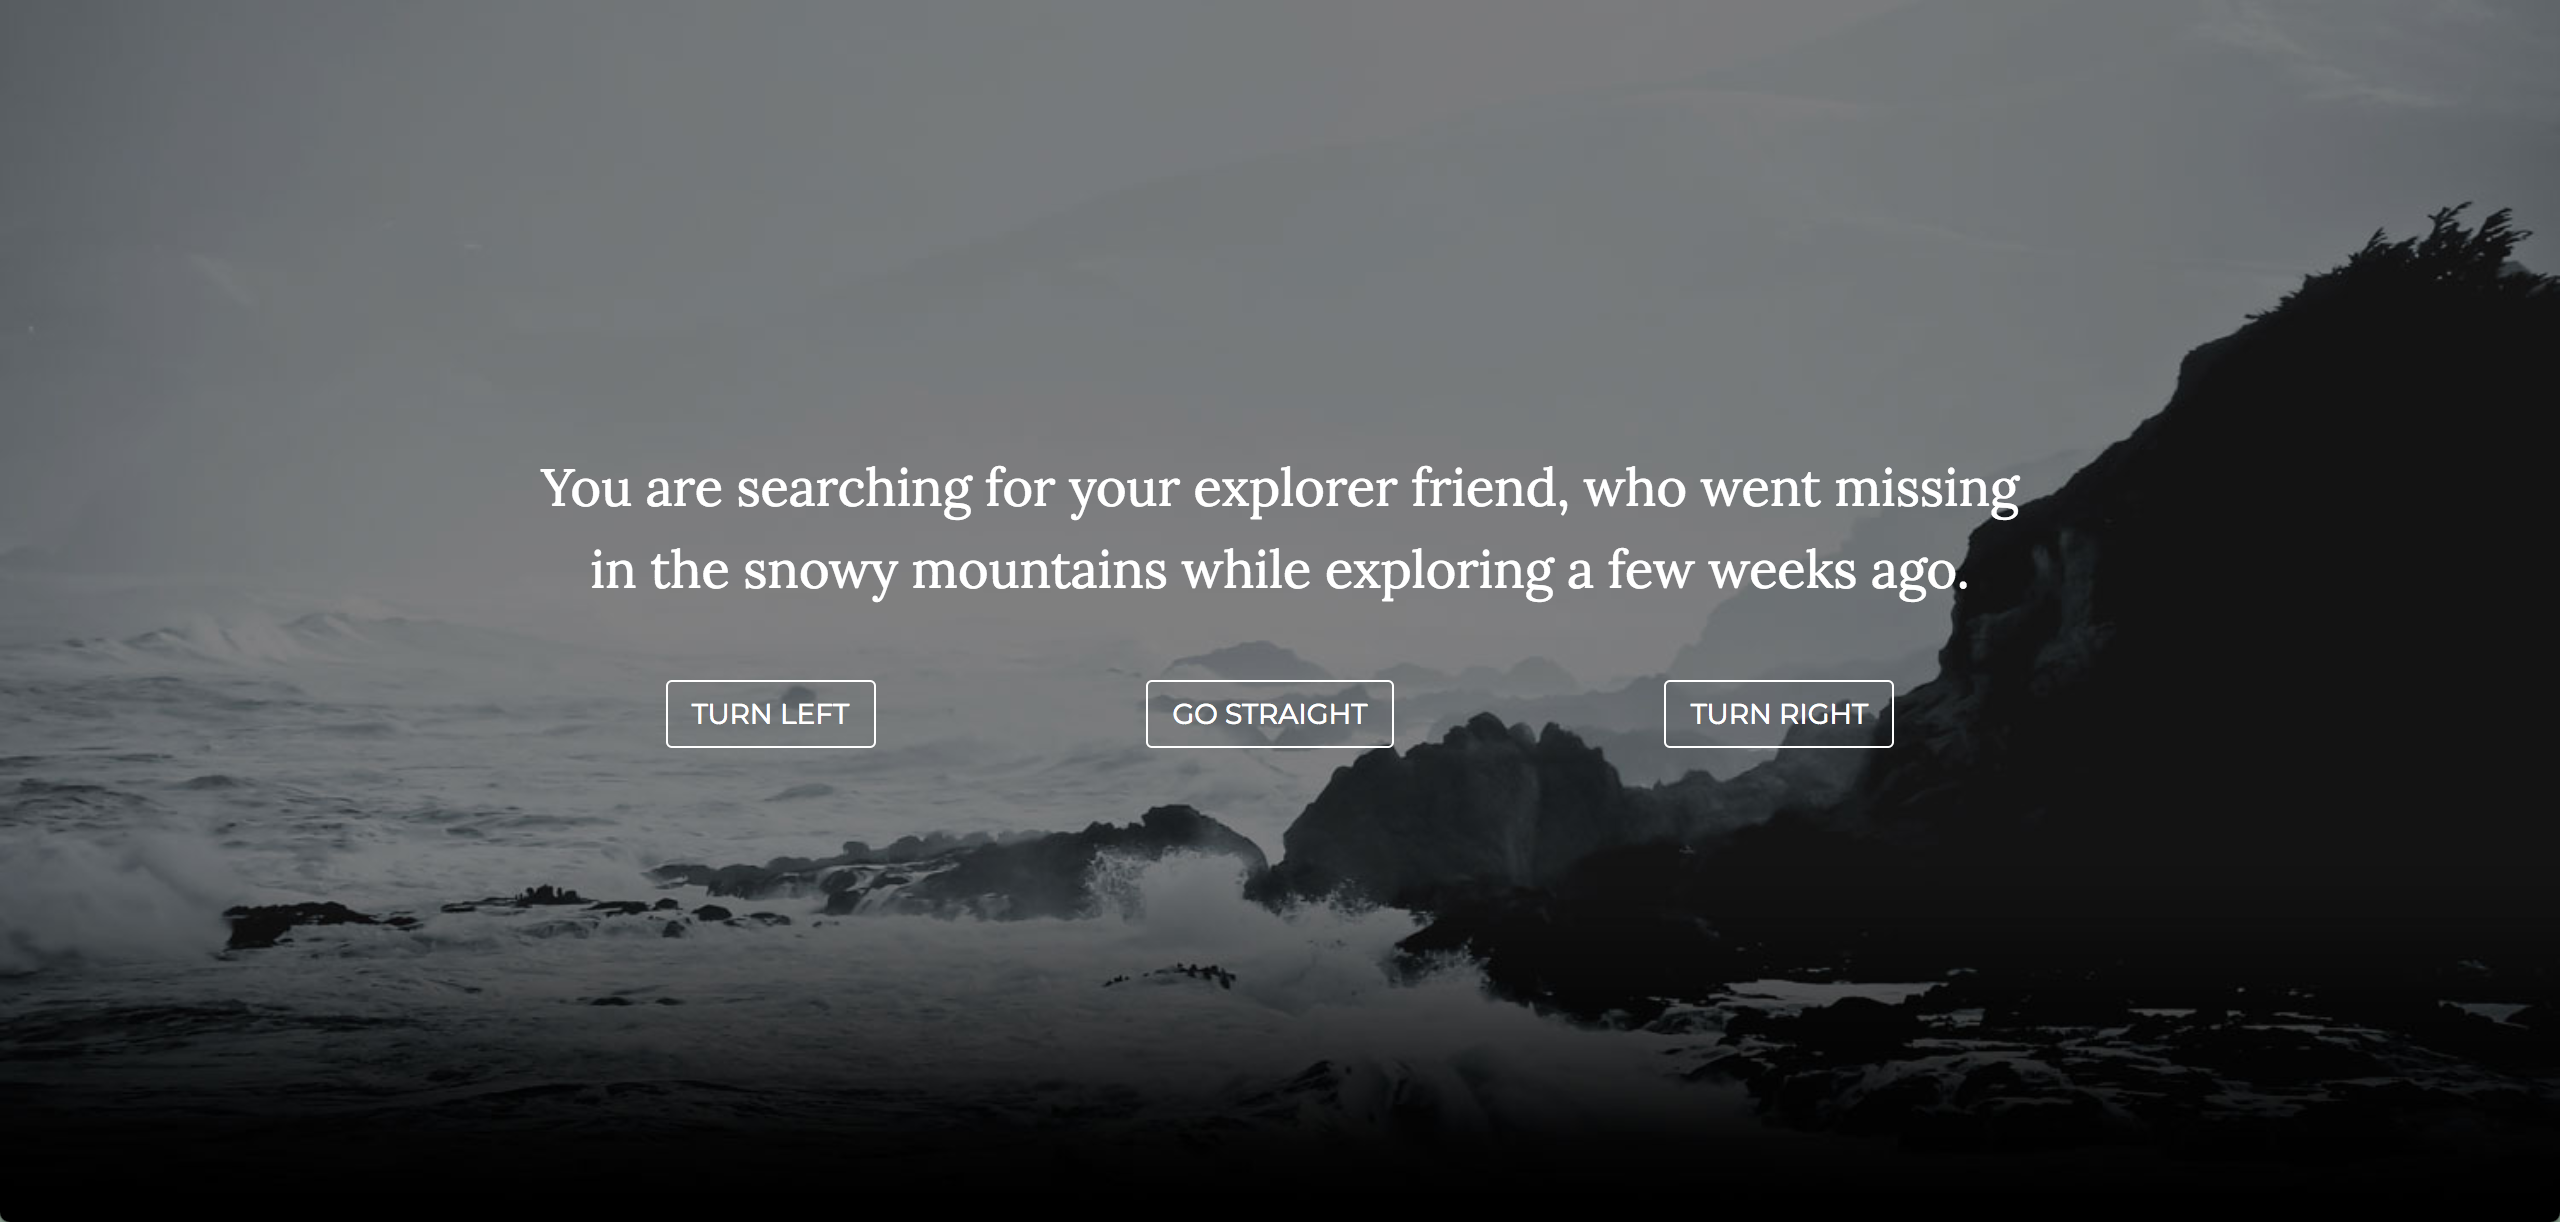 You are searching for your explorer friend, who went missing
in the snowy mountains while exploring a few weeks ago.
TURN LEFT
GO STRAIGHT
TURN RIGHT